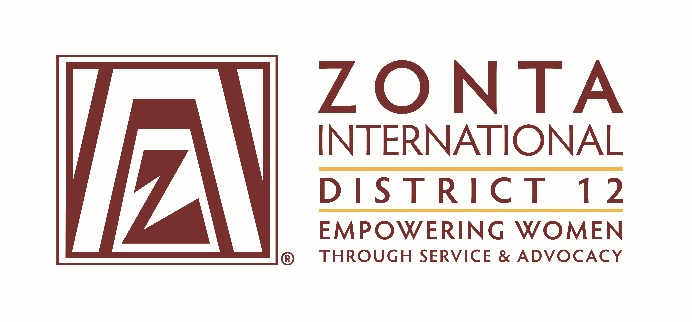 ZONTA
INTERNATIONAL
DISTRICT 12
EMPOWERING WOMEN
THROUGH SERVICE & ADVOCACY
®